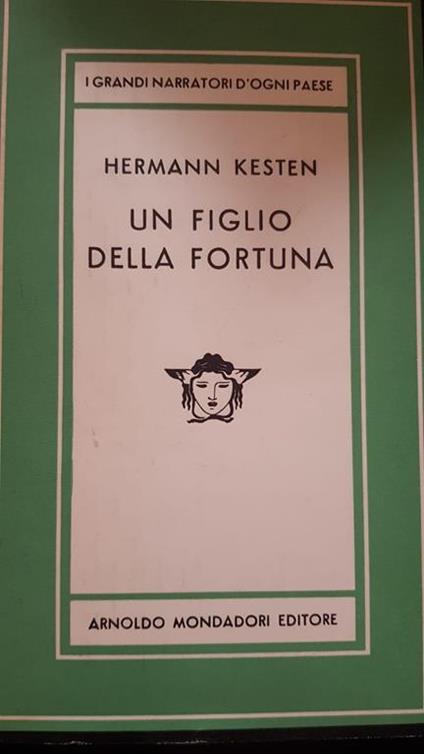 I GRANDI NARRATORI D'OGNI PAESE
HERMANN KESTEN
UN FIGLIO
DELLA FORTUNA
ARNOLDO MONDADORI EDITORE